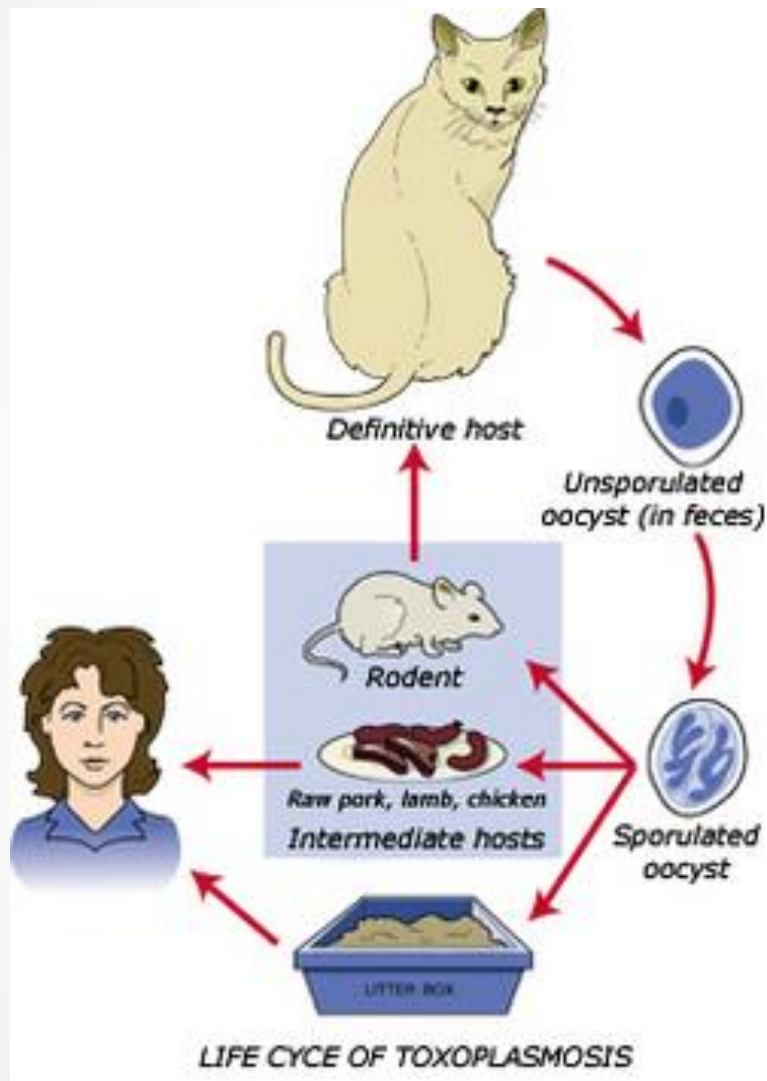 Definitive host
Unsporulated
oocyst (in feces)
Rodent
Raw pork, lamb, chicken
Intermediate hosts
Sporulated
oocyst
LITTER BOX
LIFE CYCE OF TOXOPLASMOSIS